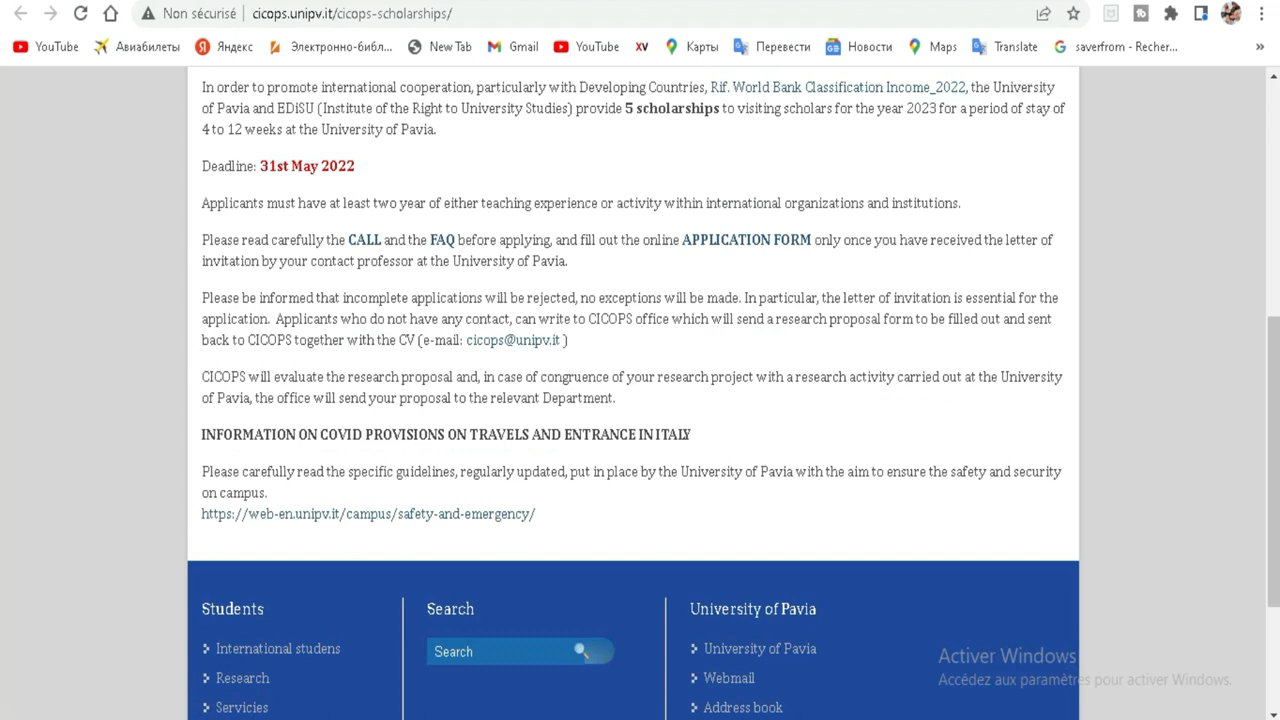 Non sécurisé cicops.unipv.it/cicops-scholarships/
YouTube Авиабилеты Яндекс Электронно-библ... New Tab Gmail YouTube XV Карты Перевести Новости Maps Translate saverfrom - Recher... »
In order to promote international cooperation, particularly with Developing Countries, Rif. World Bank Classification Income_2022, the University
of Pavia and EDiSU (Institute of the Right to University Studies) provide 5 scholarships to visiting scholars for the year 2023 for a period of stay of
4 to 12 weeks at the University of Pavia.
Deadline: 31st May 2022
Applicants must have at least two year of either teaching experience or activity within international organizations and institutions.
Please read carefully the CALL and the FAQ before applying, and fill out the online APPLICATION FORM only once you have received the letter of
invitation by your contact professor at the University of Pavia.
Please be informed that incomplete applications will be rejected, no exceptions will be made. In particular, the letter of invitation is essential for the
application. Applicants who do not have any contact, can write to CICOPS office which will send a research proposal form to be filled out and sent
back to CICOPS together with the CV (e-mail: cicops@unipv.it )
CICOPS will evaluate the research proposal and, in case of congruence of your research project with a research activity carried out at the University
of Pavia, the office will send your proposal to the relevant Department.
INFORMATION ON COVID PROVISIONS ON TRAVELS AND ENTRANCE IN ITALY
Please carefully read the specific guidelines, regularly updated, put in place by the University of Pavia with the aim to ensure the safety and security
on campus.
https://web-en.unipv.it/campus/safety-and-emergency/
Students
International studens
Research
Servicies
Search
Search
University of Pavia
University of Pavia
Webmail
Address book
Activer Windows
Accédez aux paramètres pour activer Windows.